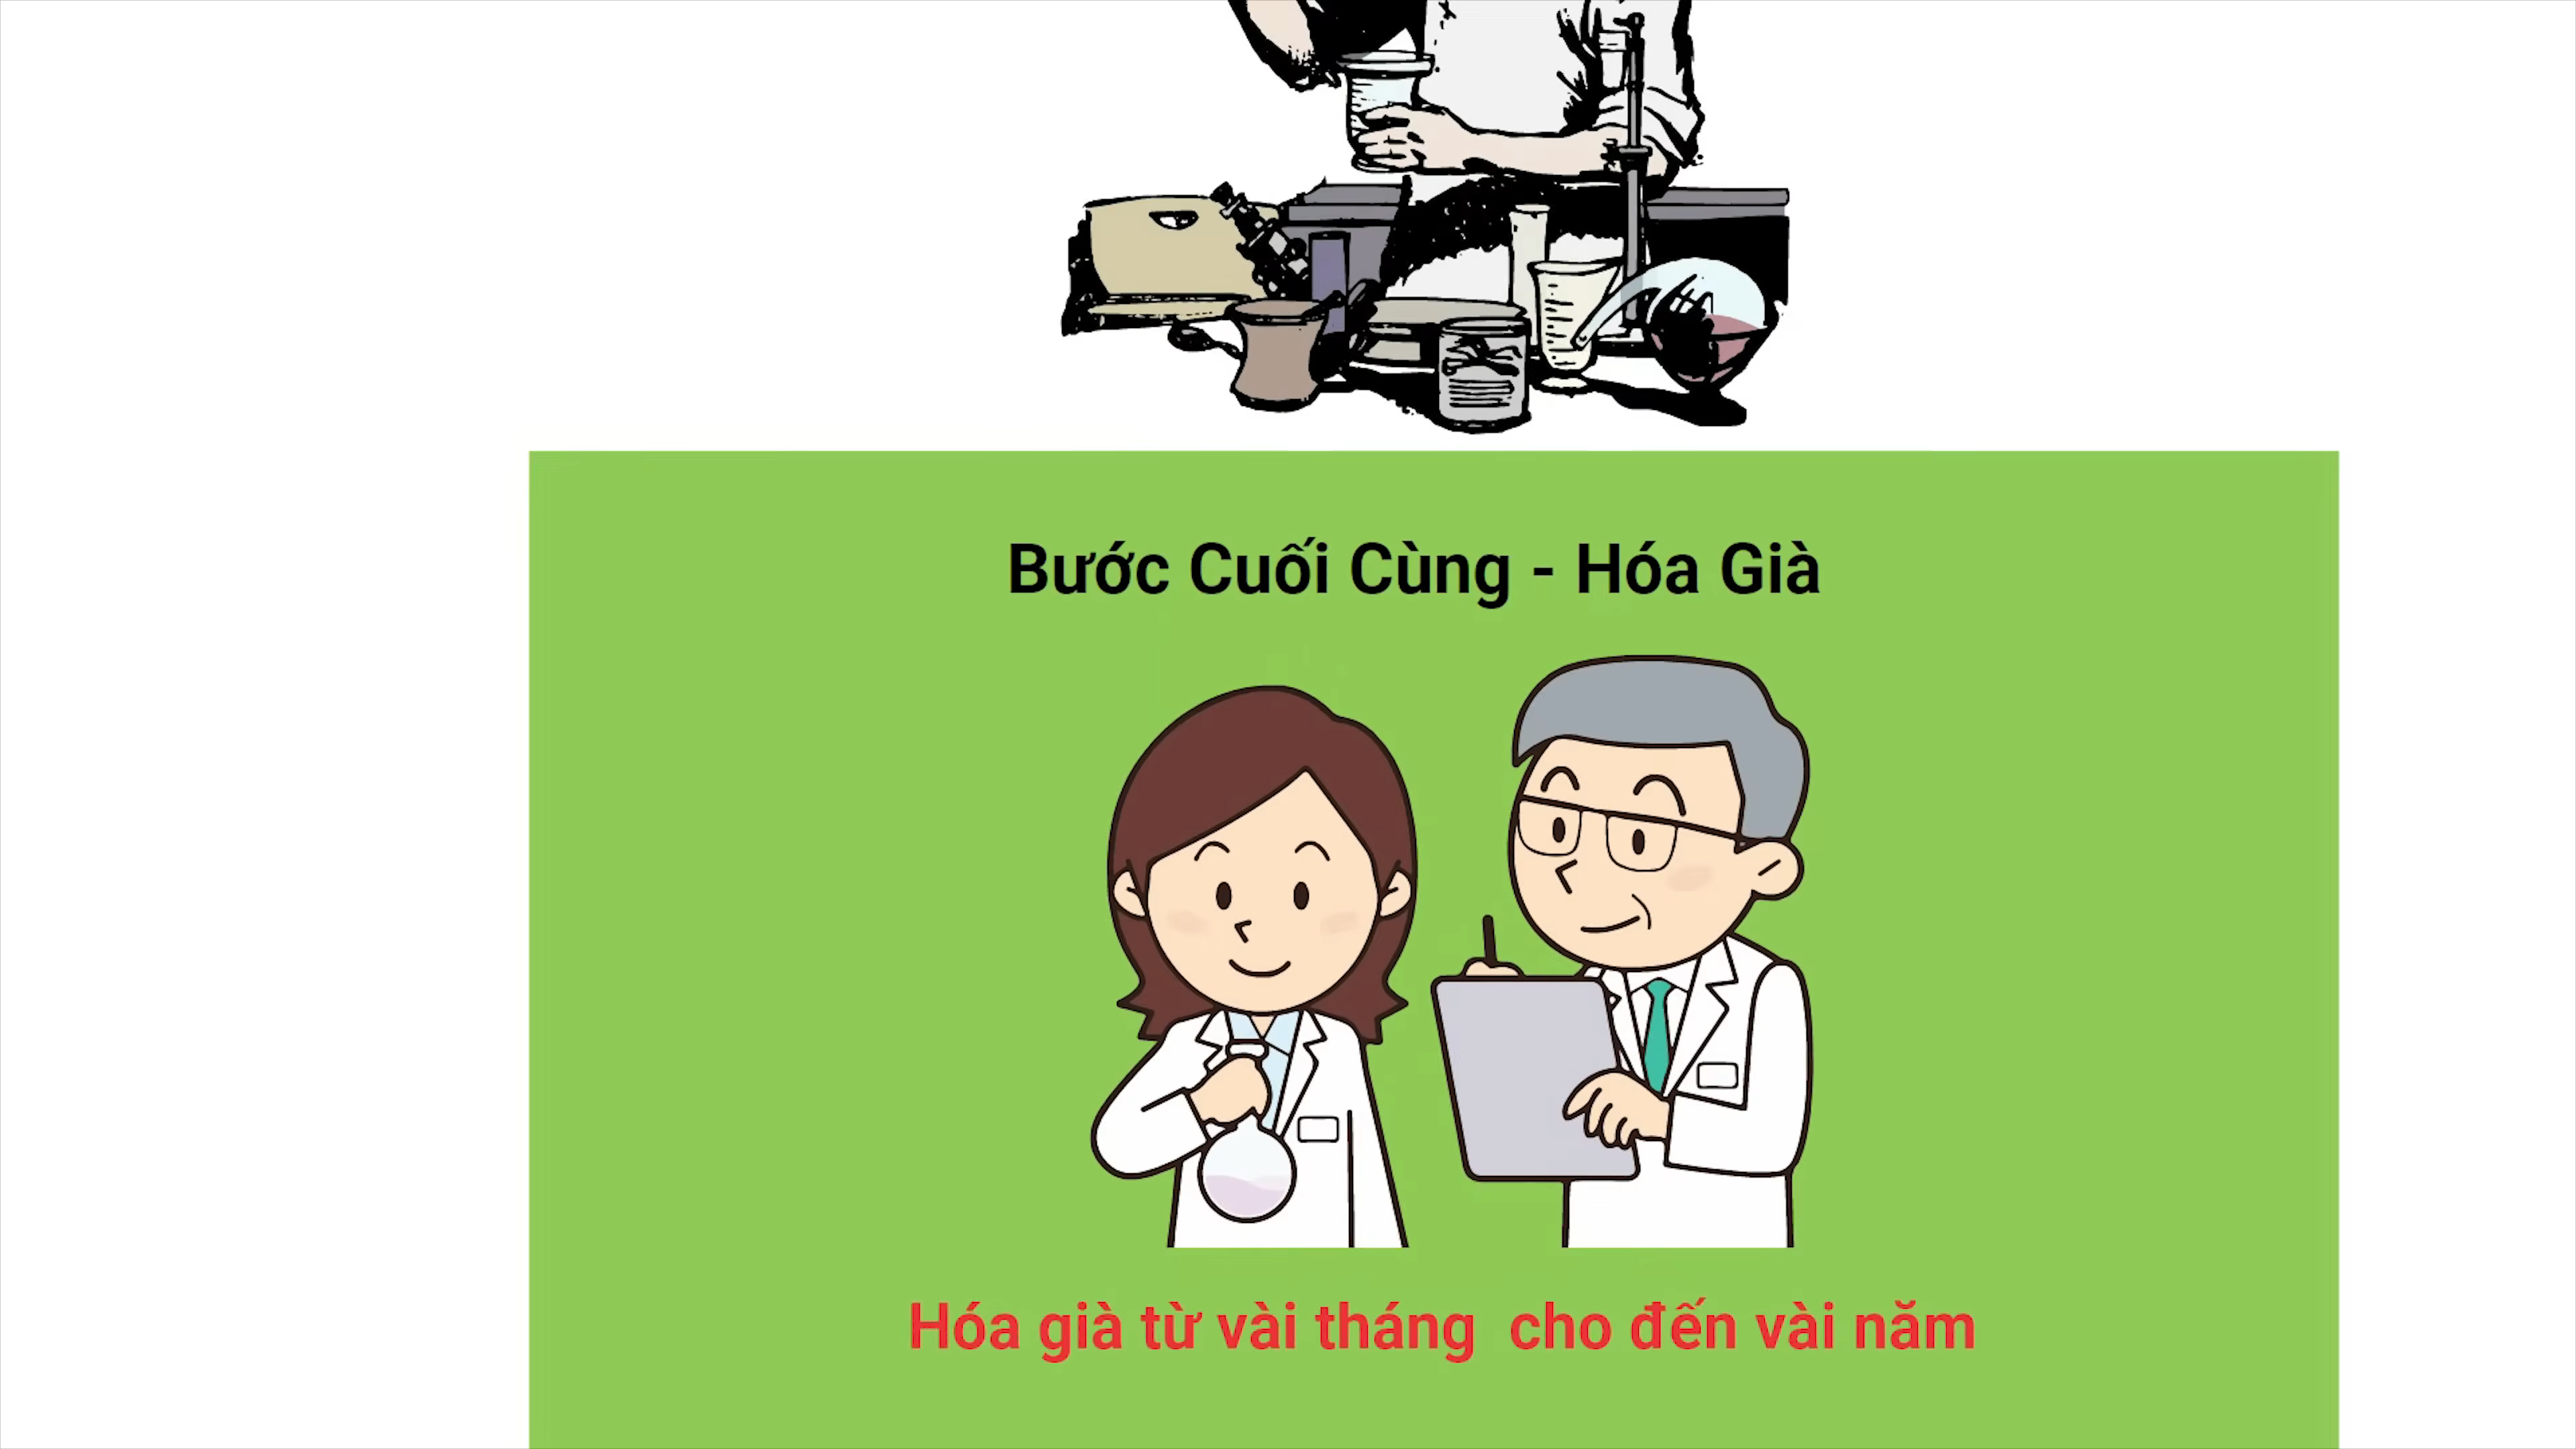 Bước Cuối Cùng - Hóa Già
Hóa già từ vài tháng cho đến vài năm